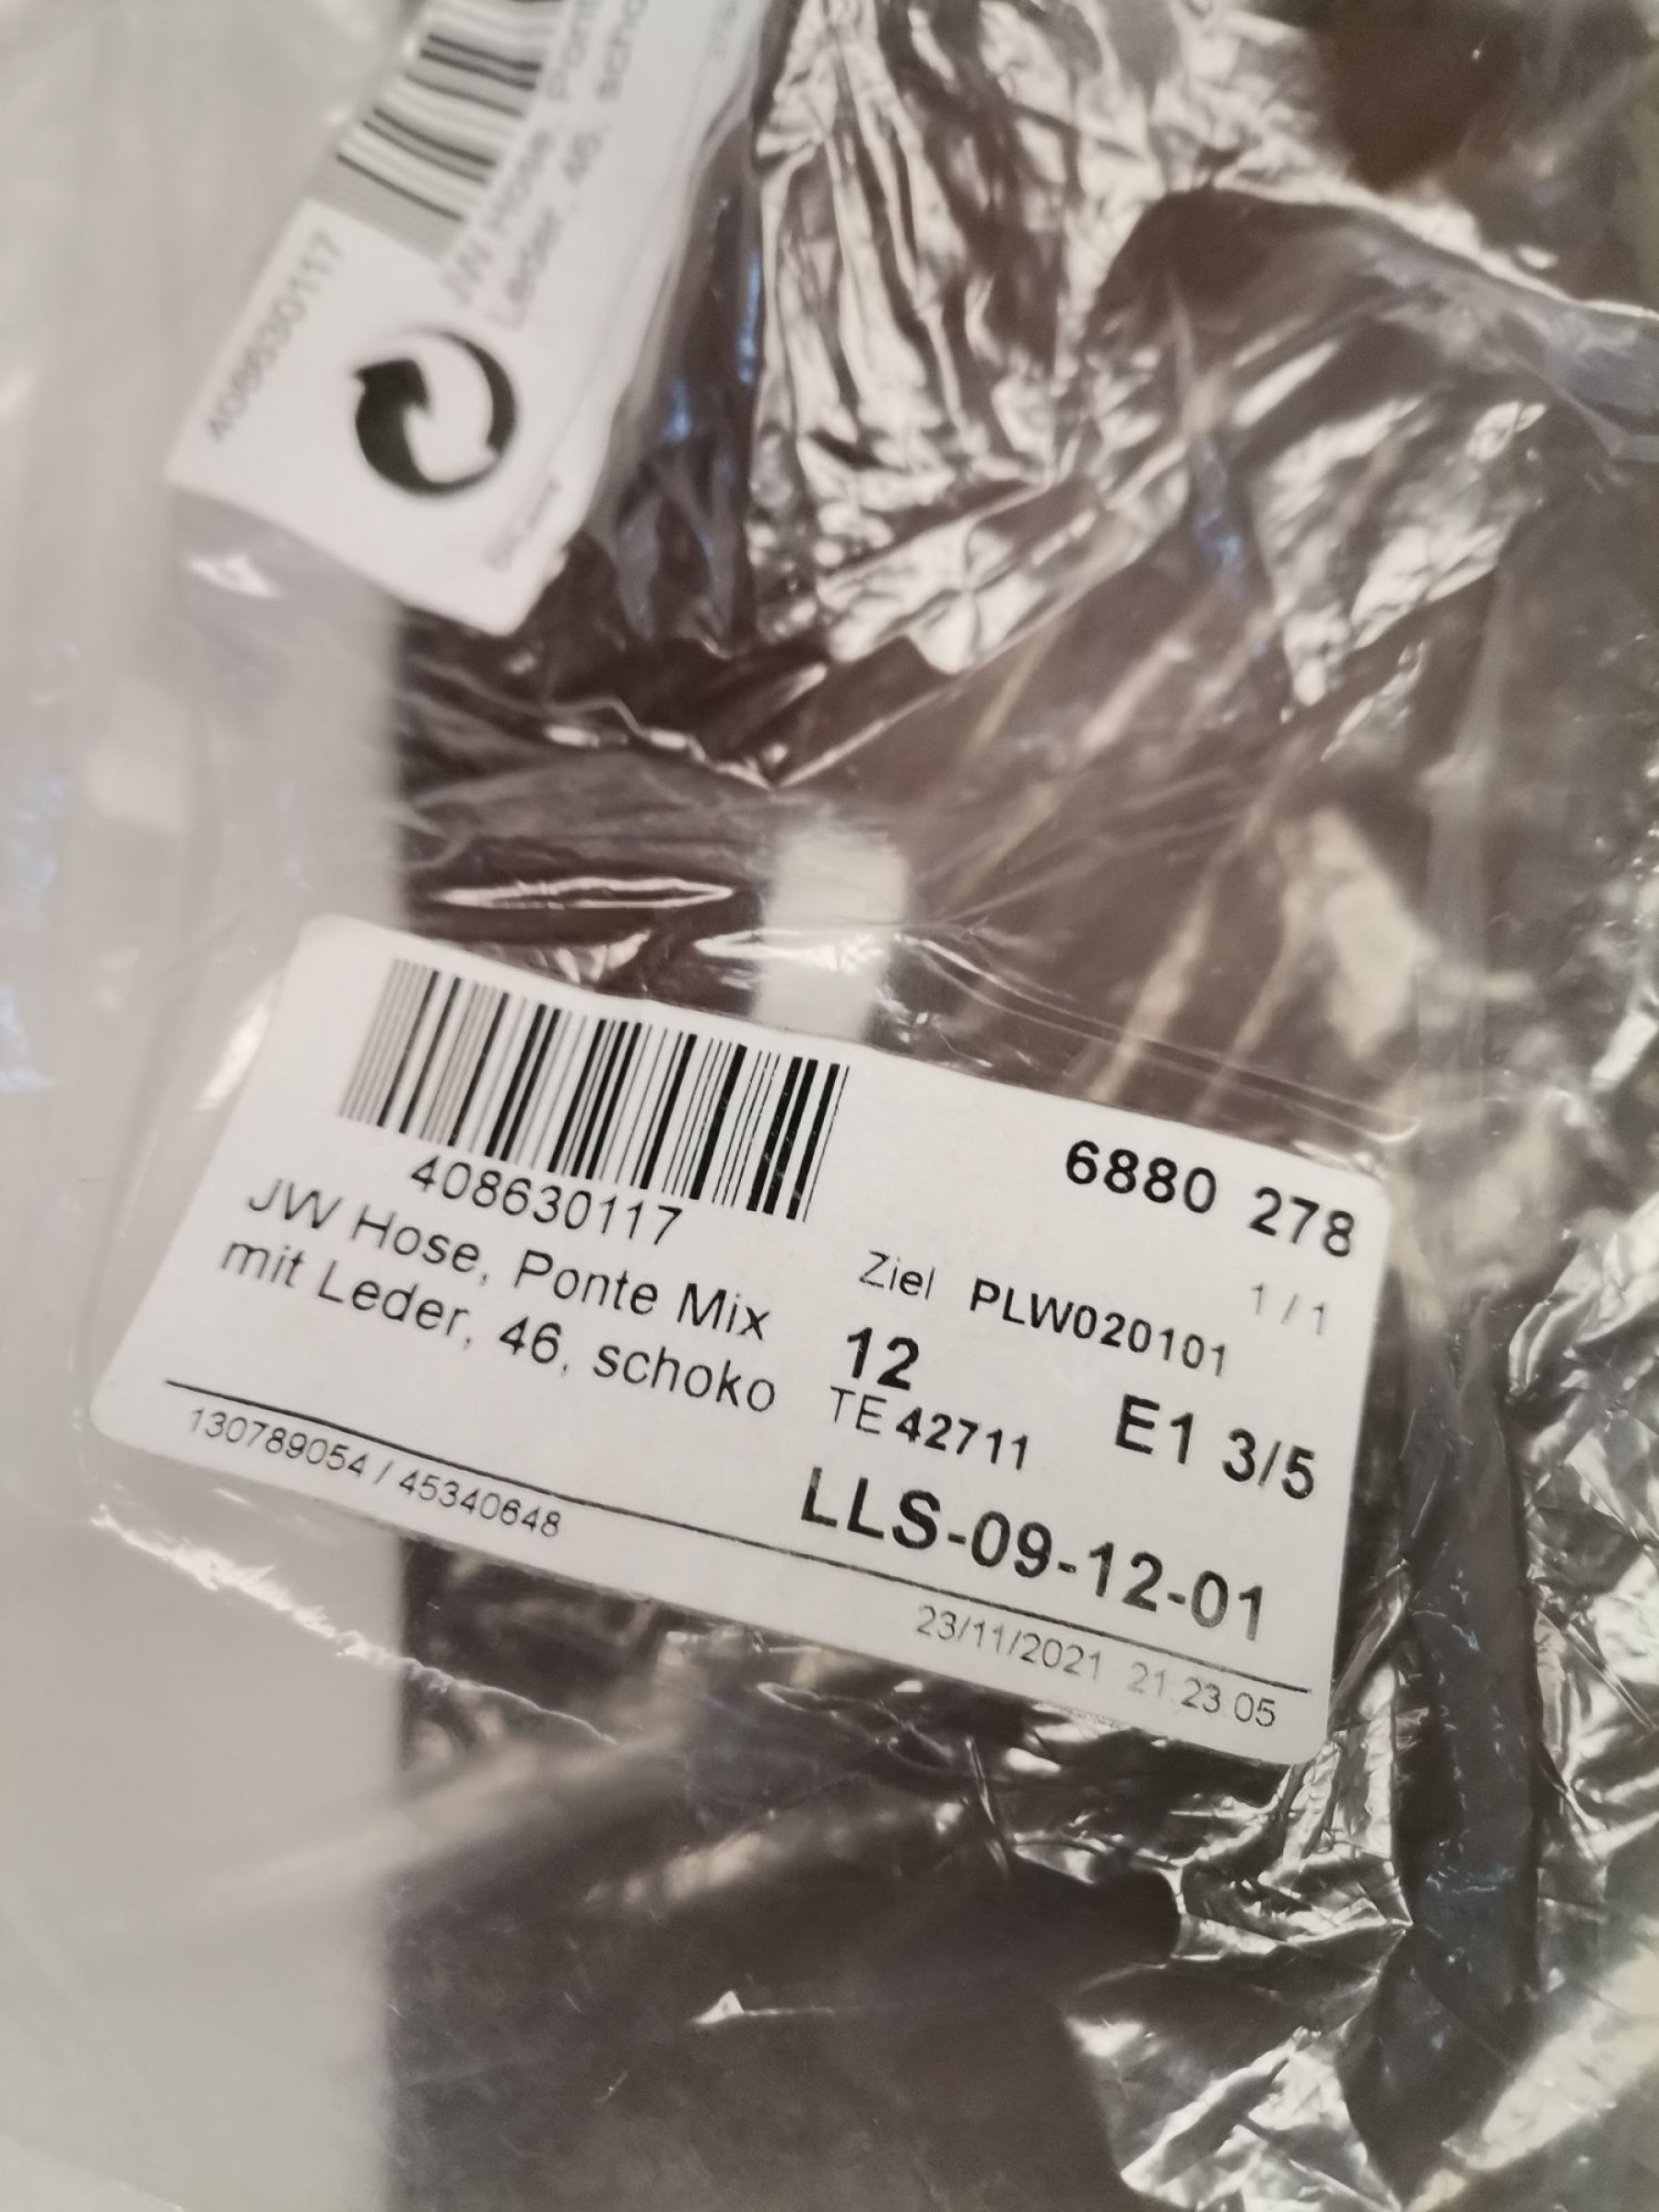 408630117
JW Hose, Pont
Leder, 46, scho
408630117
6880 278
1 / 1
JW Hose, Ponte Mix
mit Leder, 46, schoko
Ziel PLW020101
12
TE 42711
E1 3/5
LLS-09-12-01
130789054 / 45340648
23/11/2021 21.23.05